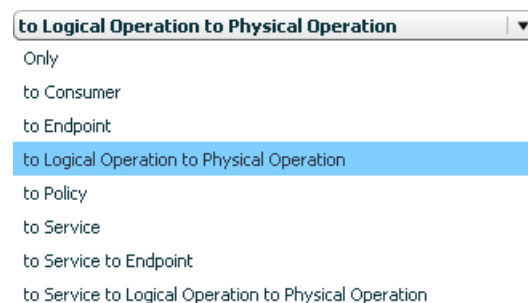 to Logical Operation to Physical Operation
Only
to Consumer
to Endpoint
to Logical Operation to Physical Operation
to Policy
to Service
to Service to Endpoint
to Service to Logical Operation to Physical Operation